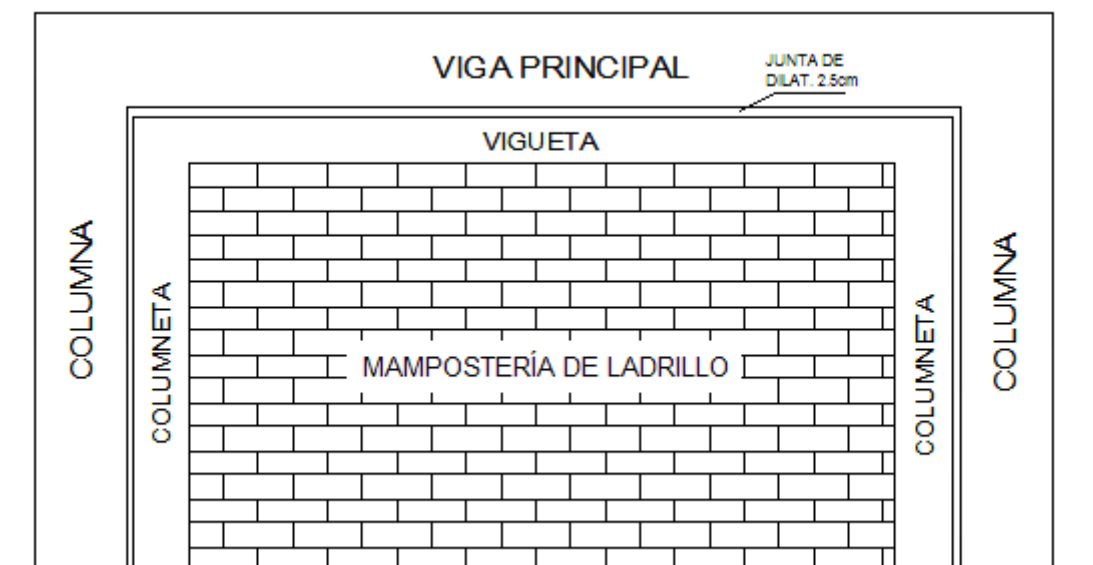 VIGA PRINCIPAL
JUNTA DE
DILAT. 2.5cm
VIGUETA
COLUMNA
COLUMNETA
MAMPOSTERÍA DE LADRILLO
COLUMNETA
COLUMNA